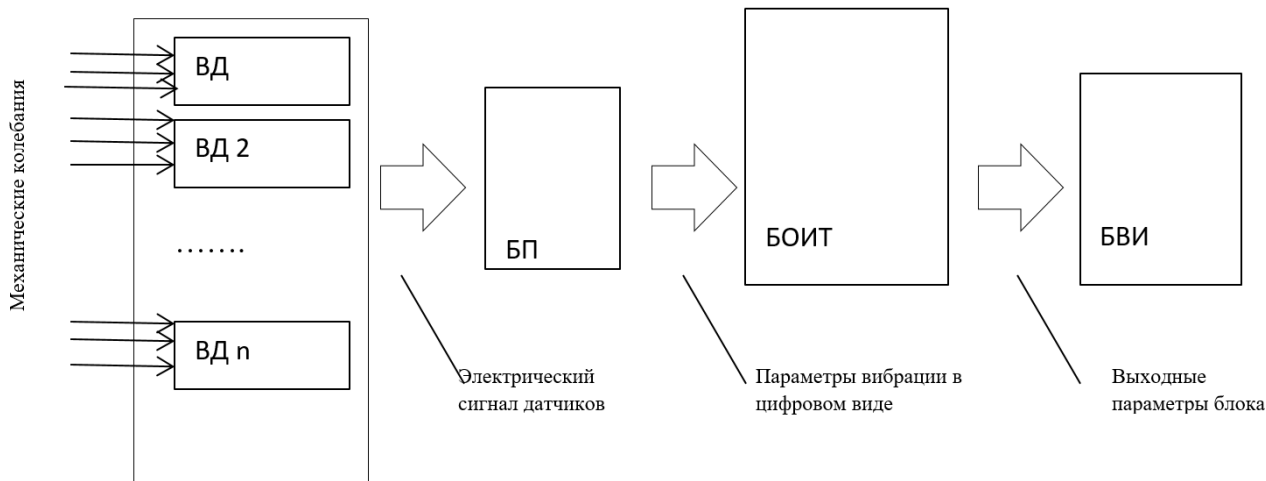 Механические колебания
ВД
ВД 2
.......
ВД n
БП
БОИТ
БВИ
Электрический
сигнал датчиков
Параметры вибрации в
цифровом виде
Выходные
параметры блока